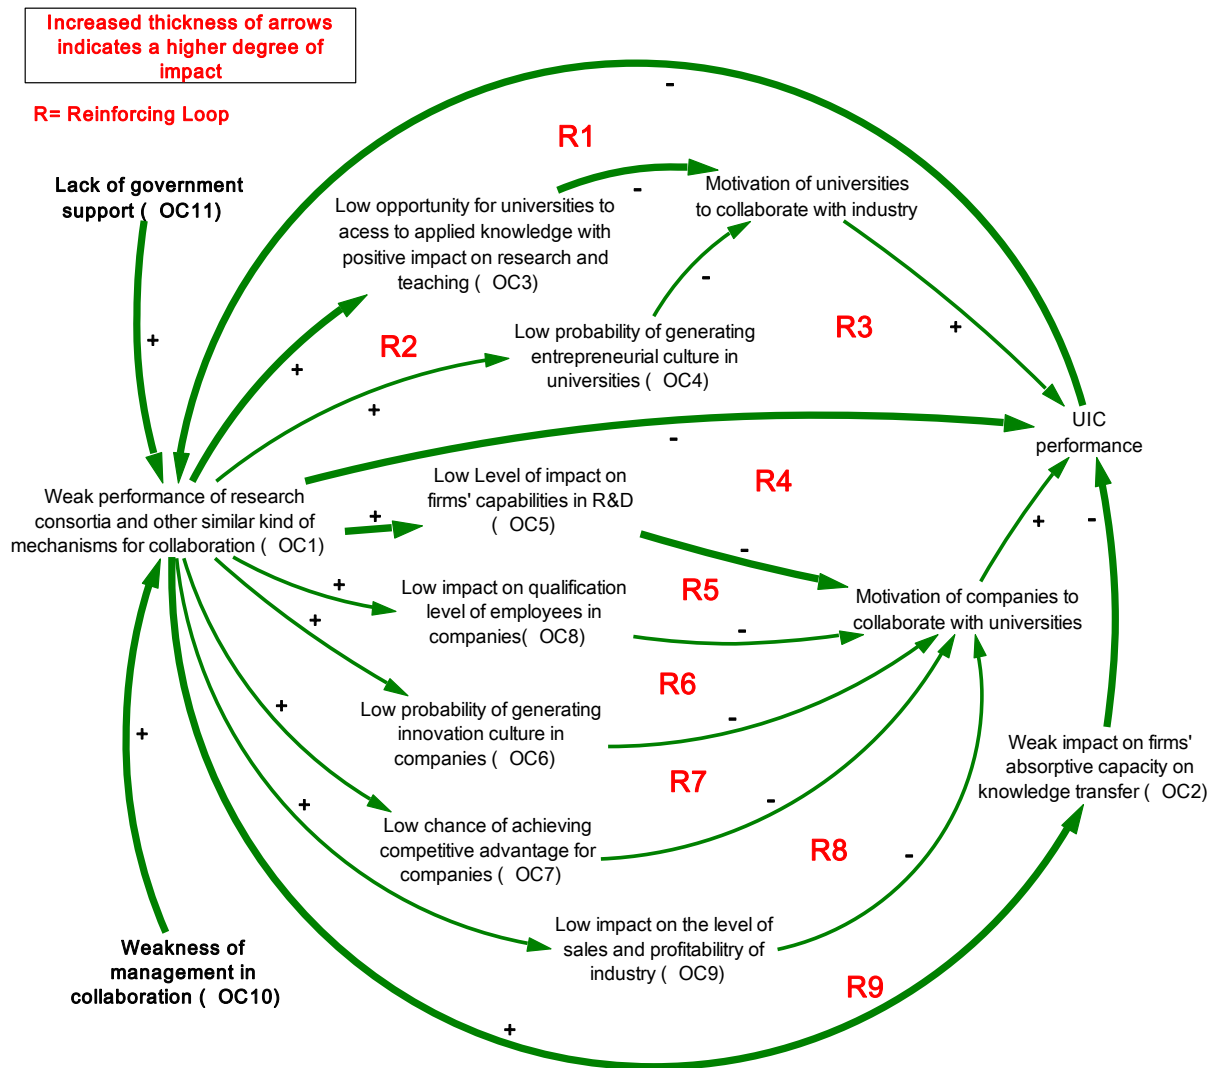 Increased thickness of arrows
indicates a higher degree of
impact
R= Reinforcing Loop
-
R1
Lack of government
support ( OC11)
Low opportunity for universities to
acess to applied knowledge with
positive impact on research and
teaching ( OC3)
-
Motivation of universities
to collaborate with industry
-
+
R2
+
+
Low probability of generating
entrepreneurial culture in
universities ( OC4)
R3
+
UIC
performance
-
Weak performance of research
consortia and other similar kind of
mechanisms for collaboration ( OC1)
+
Low Level of impact on
firms' capabilities in R&D
( OC5)
R4
-
+
-
+
Low impact on qualification
level of employees in
companies( OC8)
R5
-
Motivation of companies to
collaborate with universities
+
Low probability of generating
innovation culture in
companies ( OC6)
R6
-
+
+
Weak impact on firms'
absorptive capacity on
knowledge transfer ( OC2)
R7
-
+
Low chance of achieving
competitive advantage for
companies ( OC7)
R8
-
Weakness of
management in
collaboration ( OC10)
Low impact on the level of
sales and profitabilitry of
industry ( OC9)
R9
+